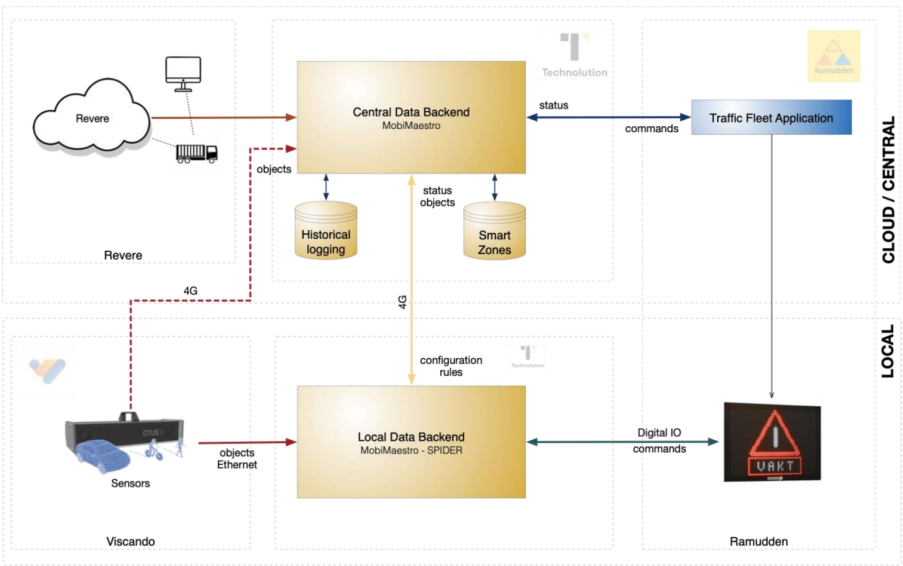 Technolution
Ramudden
Revere
Central Data Backend
MobiMaestro
status
commands
Traffic Fleet Application
objects
status
objects
Historical
logging
Smart
Zones
Revere
CLOUD / CENTRAL
4G
4G
LOCAL
Technolution
configuration
rules
OTUS
Sensors
objects
Ethernet
Local Data Backend
MobiMaestro - SPIDER
Digital IO
commands
VAKT
Viscando
Ramudden